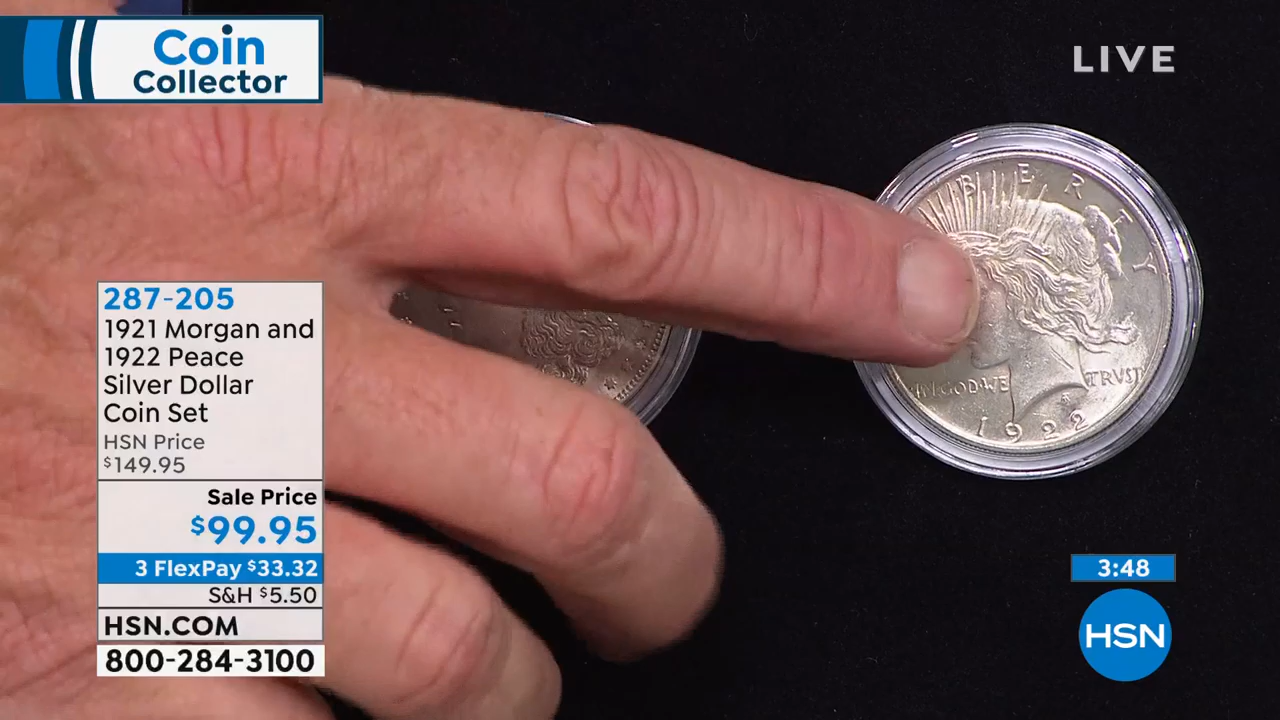 Coin
Collector
LIVE
BERTY
IN GOD WE
TRVST
1922
287-205
1921 Morgan and
1922 Peace
Silver Dollar
Coin Set
HSN Price
$149.95
Sale Price
$99.95
3 FlexPay $33.32
S&H $5.50
HSN.COM
800-284-3100
3:48
HSN